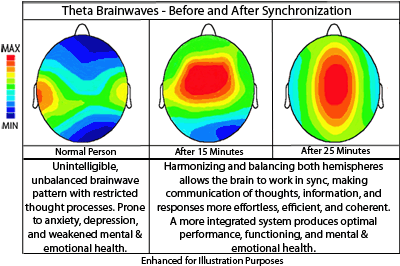 Theta Brainwaves - Before and After Synchronization
MAX
MIN
Normal Person
After 15 Minutes
After 25 Minutes
Unintelligible,
unbalanced brainwave
pattern with restricted
thought processes. Prone
to anxiety, depression,
and weakened mental &
emotional health.
Harmonizing and balancing both hemispheres
allows the brain to work in sync, making
communication of thoughts, information, and
responses more effortless, efficient, and coherent.
A more integrated system produces optimal
performance, functioning, and mental &
emotional health.
Enhanced for Illustration Purposes